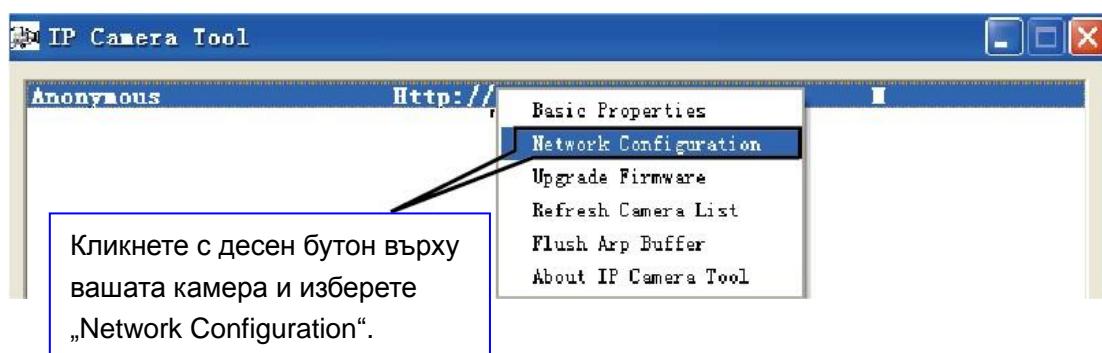 IP Camera Tool
Anonymous Http://
Basic Properties
Network Configuration
Upgrade Firmware
Refresh Camera List
Flush Arp Buffer
About IP Camera Tool
Кликнете с десен бутон върху
вашата камера и изберете
„Network Configuration“.